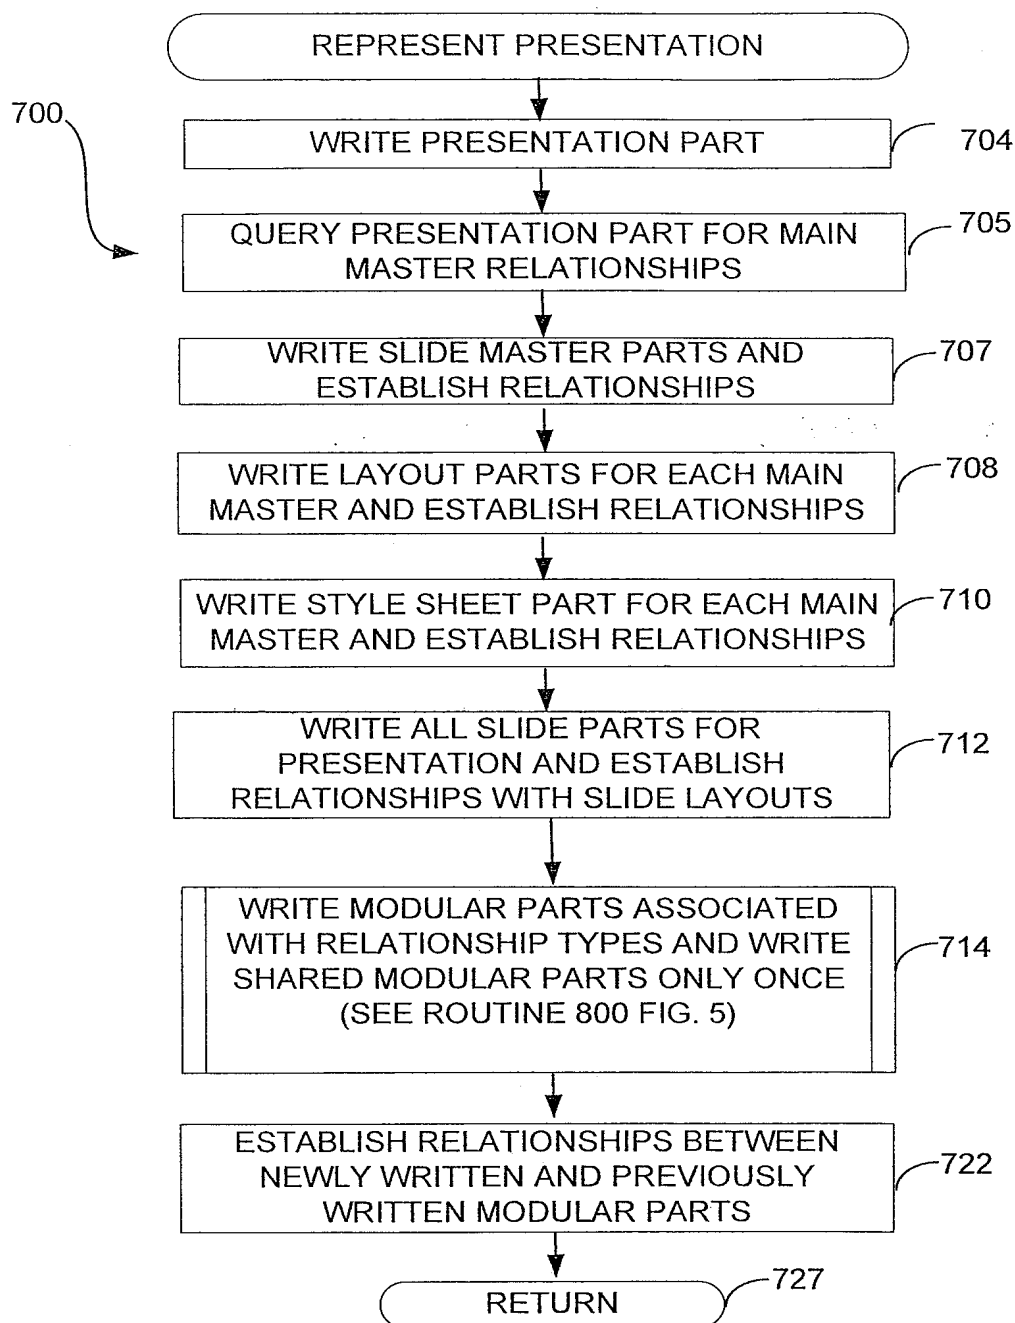 REPRESENT PRESENTATION
700
WRITE PRESENTATION PART
704
QUERY PRESENTATION PART FOR MAIN
MASTER RELATIONSHIPS
705
WRITE SLIDE MASTER PARTS AND
ESTABLISH RELATIONSHIPS
707
WRITE LAYOUT PARTS FOR EACH MAIN
MASTER AND ESTABLISH RELATIONSHIPS
708
WRITE STYLE SHEET PART FOR EACH MAIN
MASTER AND ESTABLISH RELATIONSHIPS
710
WRITE ALL SLIDE PARTS FOR
PRESENTATION AND ESTABLISH
RELATIONSHIPS WITH SLIDE LAYOUTS
712
WRITE MODULAR PARTS ASSOCIATED
WITH RELATIONSHIP TYPES AND WRITE
SHARED MODULAR PARTS ONLY ONCE
(SEE ROUTINE 800 FIG. 5)
714
ESTABLISH RELATIONSHIPS BETWEEN
NEWLY WRITTEN AND PREVIOUSLY
WRITTEN MODULAR PARTS
722
RETURN
727